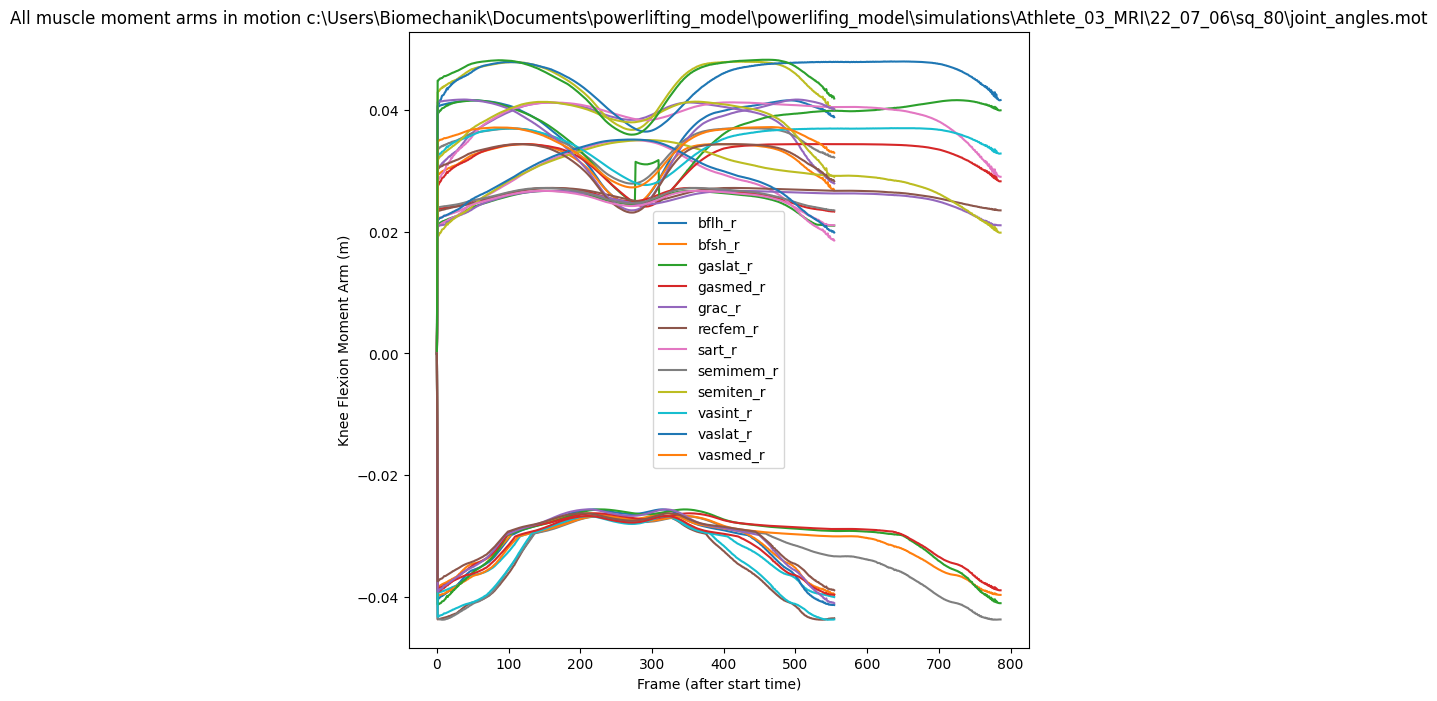 All muscle moment arms in motion c:\Users\Biomechanik\Documents\powerlifting_model\powerlifing_model\simulations\Athlete_03_MRI\22_07_06\sq_80\joint_angles.mot
Knee Flexion Moment Arm (m)
0.04
0.02
0.00
−0.02
−0.04
bflh_r
bfsh_r
gaslat_r
gasmed_r
grac_r
recfem_r
sart_r
semimem_r
semiten_r
vasint_r
vaslat_r
vasmed_r
0 100 200 300 400 500 600 700 800
Frame (after start time)